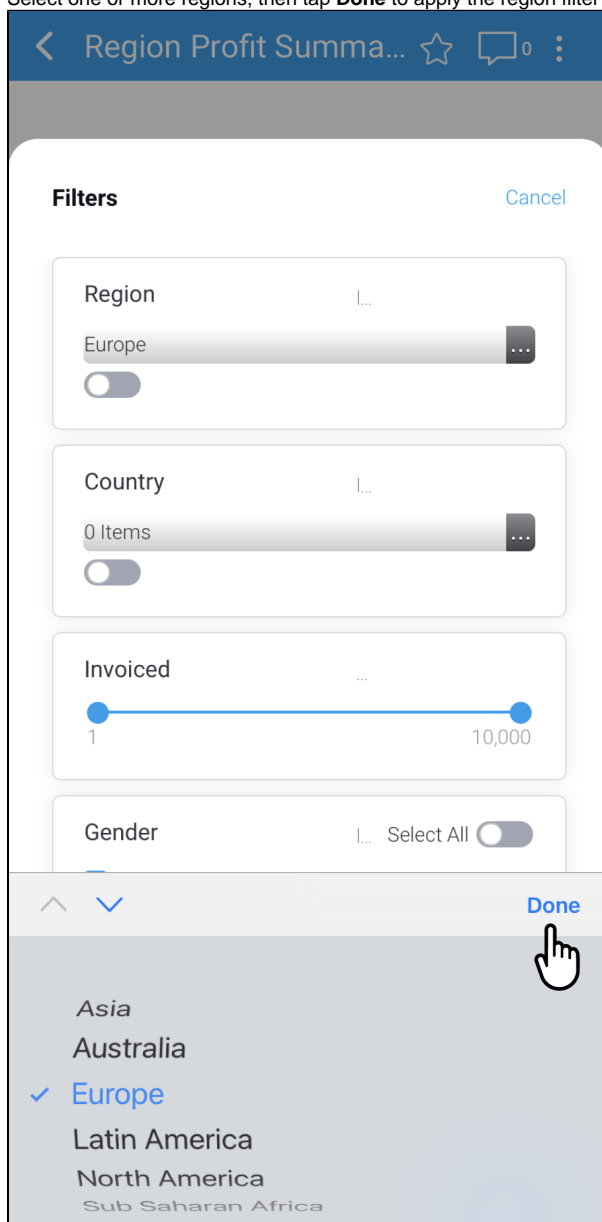 Select one or more regions, then tap Done to apply the region filter
Region Profit Summa... 0
Filters Cancel
Region I...
Europe ...
Country I...
0 Items ...
Invoiced ...
1 10,000
Gender I... Select All
Done
Asia
Australia
Europe
Latin America
North America
Sub Saharan Africa